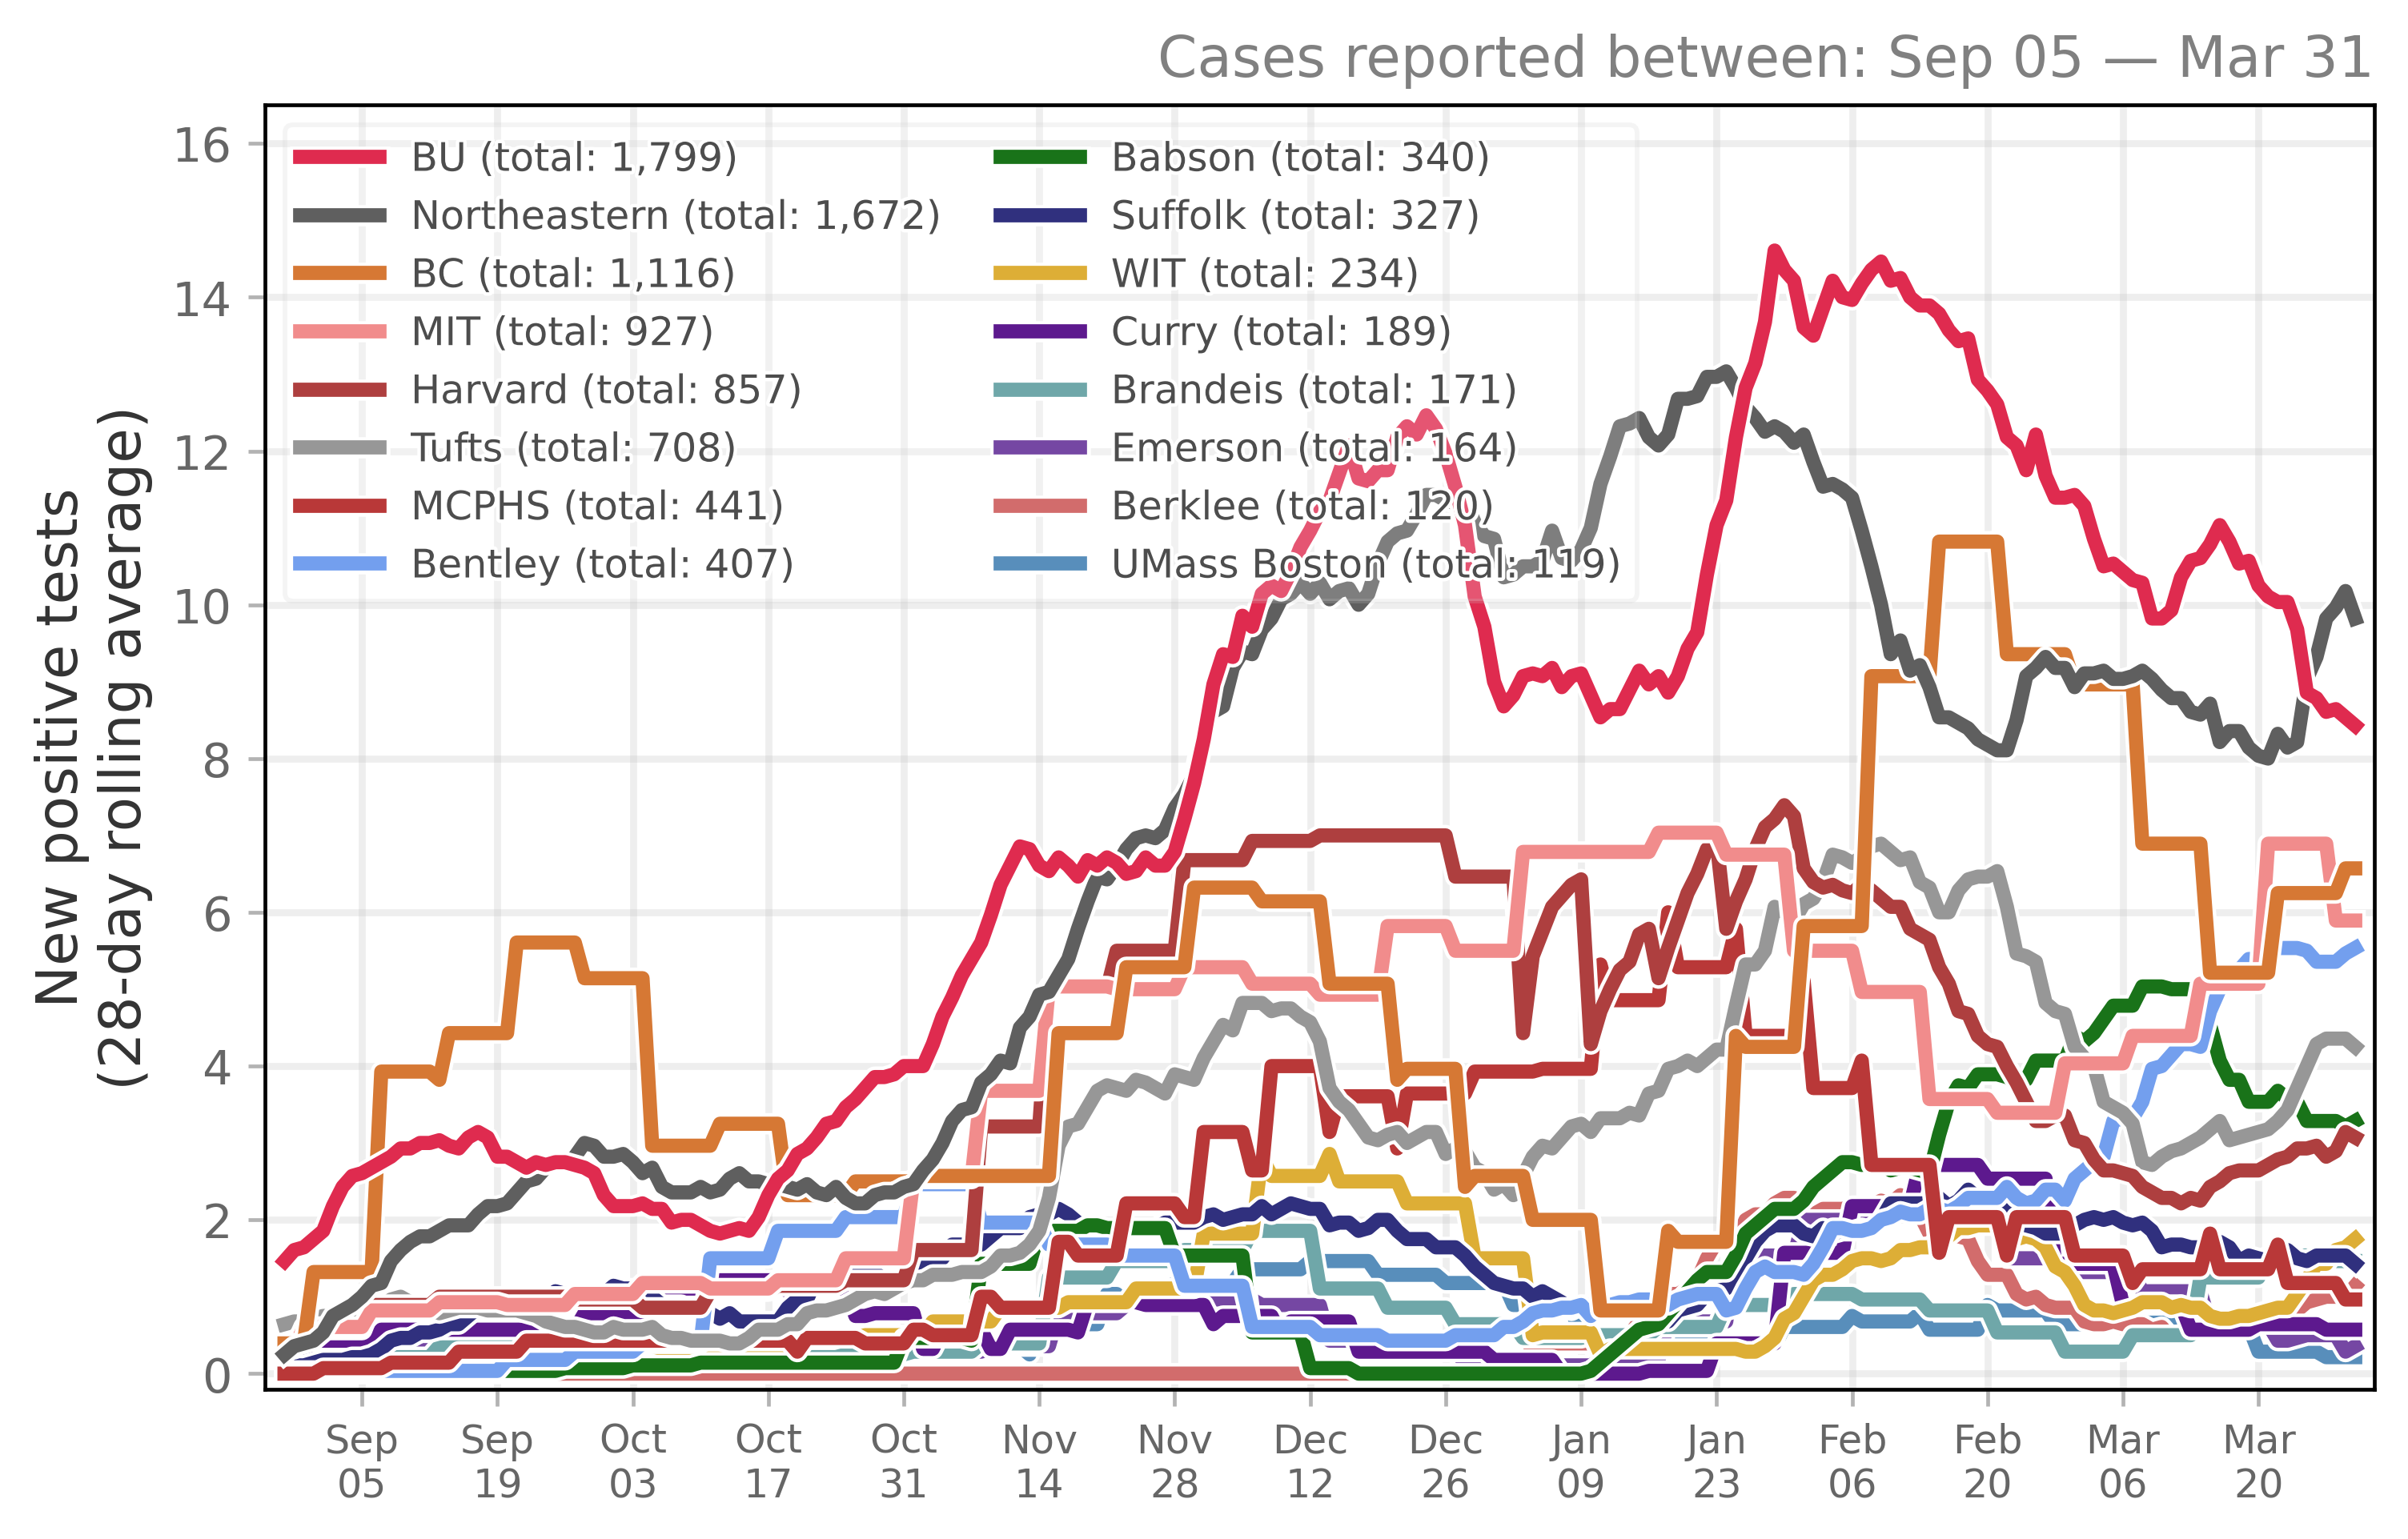 Cases reported between: Sep 05 — Mar 31
New positive tests
(28-day rolling average)
16
14
12
10
8
6
4
2
0
BU (total: 1,799)
Northeastern (total: 1,672)
BC (total: 1,116)
MIT (total: 927)
Harvard (total: 857)
Tufts (total: 708)
MCPHS (total: 441)
Bentley (total: 407)
Babson (total: 340)
Suffolk (total: 327)
WIT (total: 234)
Curry (total: 189)
Brandeis (total: 171)
Emerson (total: 164)
Berklee (total: 120)
UMass Boston (total: 119)
Sep Sep Oct Oct Oct Nov Nov Dec Dec Jan Jan Feb Feb Mar Mar
05 19 03 17 31 14 28 12 26 09 23 06 20 06 20